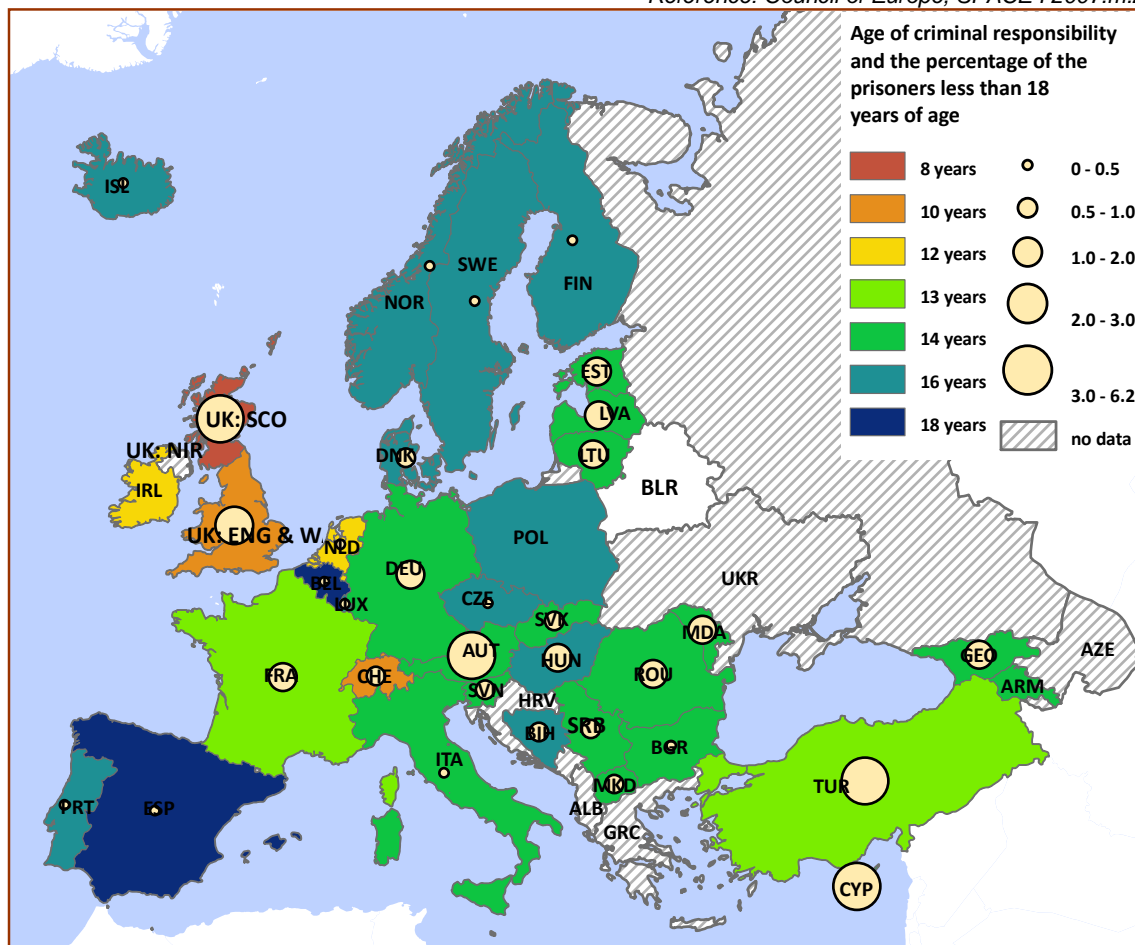 Age of criminal responsibility
and the percentage of the
prisoners less than 18
years of age
8 years
0 - 0.5
10 years
0.5 - 1.0
12 years
1.0 - 2.0
13 years
2.0 - 3.0
14 years
16 years
3.0 - 6.2
18 years
no data
ISL
SWE
FIN
NOR
EST
UK: SCO
LVA
UK: NIR
DNK
LTU
IRL
BLR
UK: ENG & W
NLD
POL
DEU
BEL
UKR
CZE
LUX
SVK
MDA
AUT
HUN
GEO
AZE
FRA
CHE
ROU
SVN
ARM
HRV
SRB
BIH
BGR
ITA
MKD
TUR
PRT
ESP
ALB
GRC
CYP